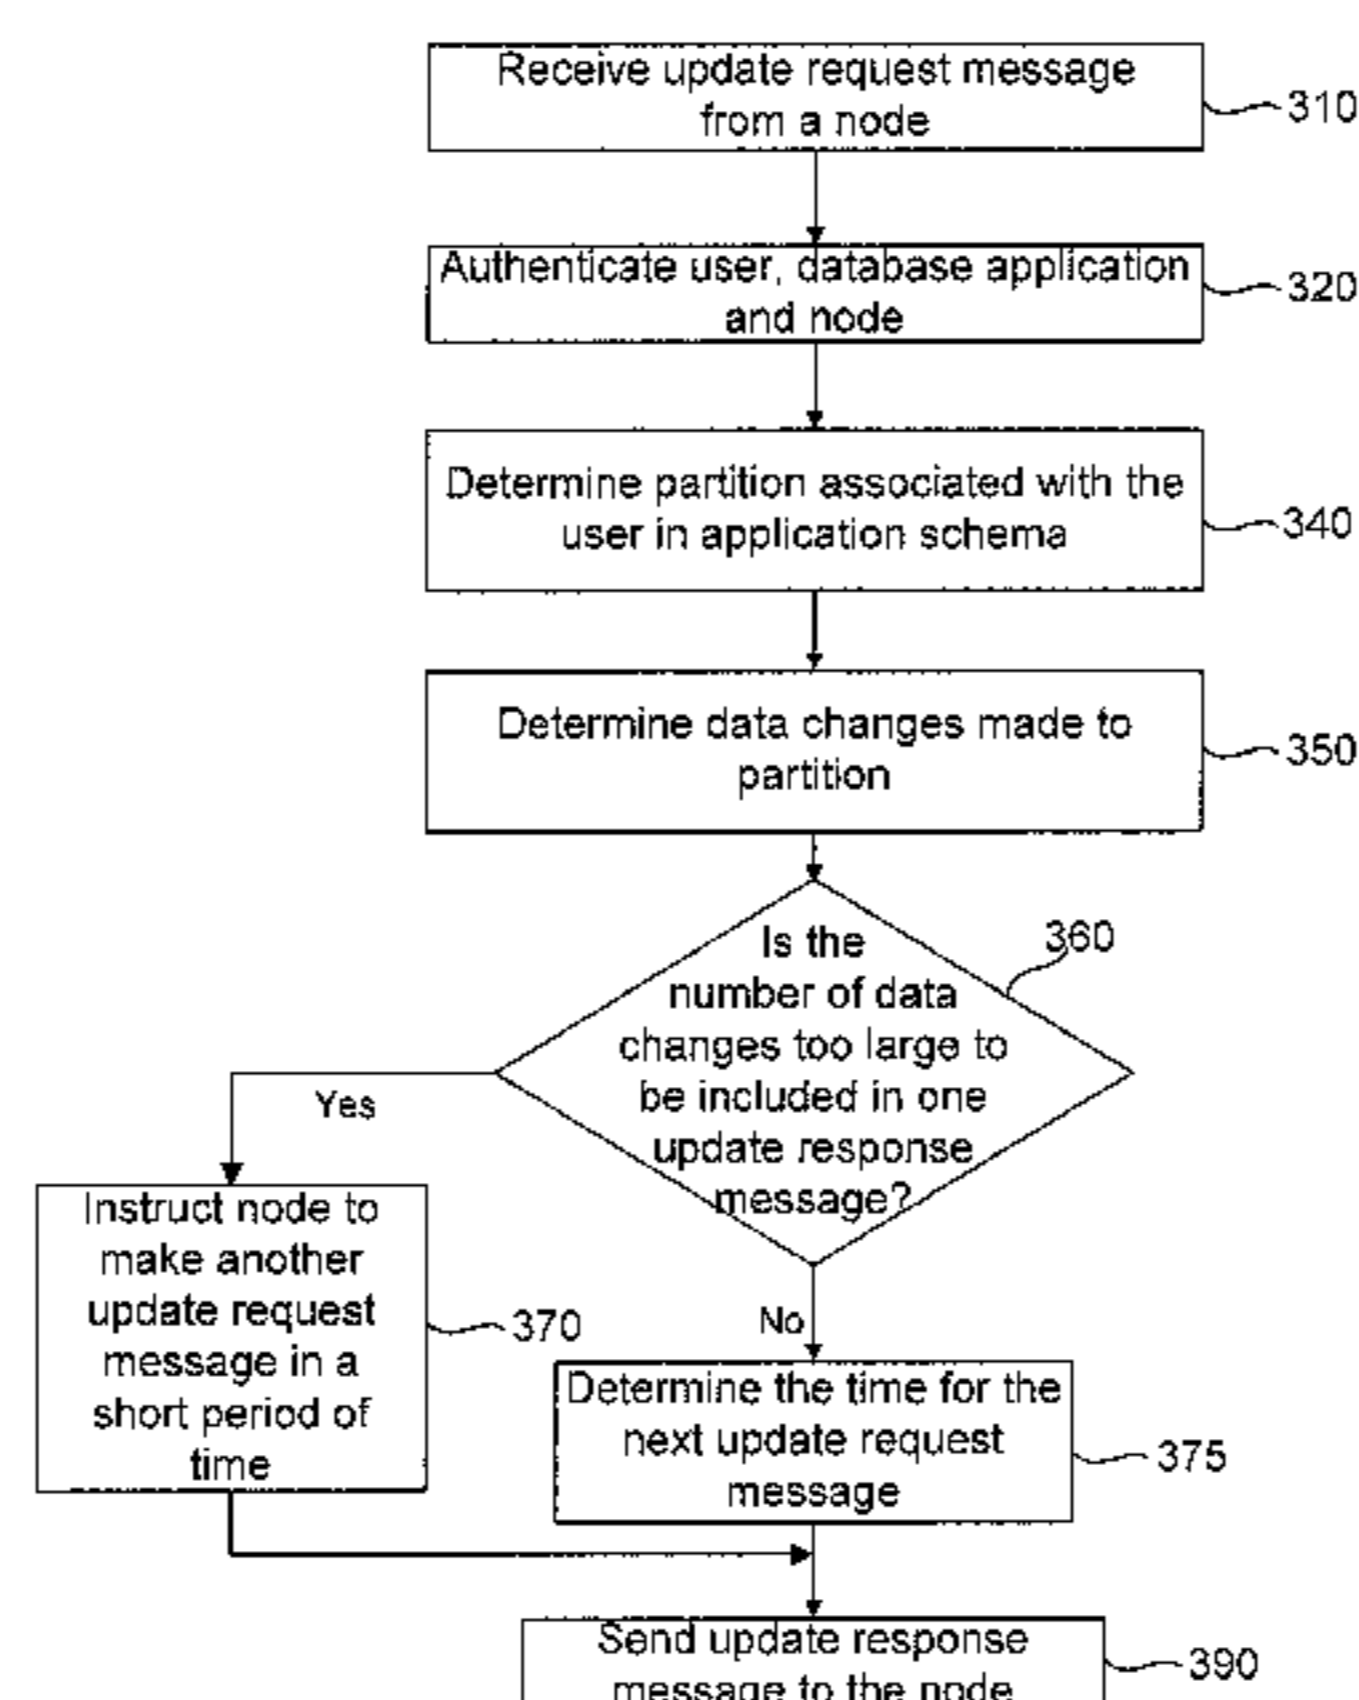 Receive update request message
from a node
310
Authenticate user, database application
and node
320
Determine partition associated with the
user in application schema
340
Determine data changes made to
partition
350
Is the
number of data
changes too large to
be included in one
update response
message?
360
Yes
Instruct node to
make another
update request
message in a
short period of
time
370
No
Determine the time for the
next update request
message
375
Send update response
message to the node
390